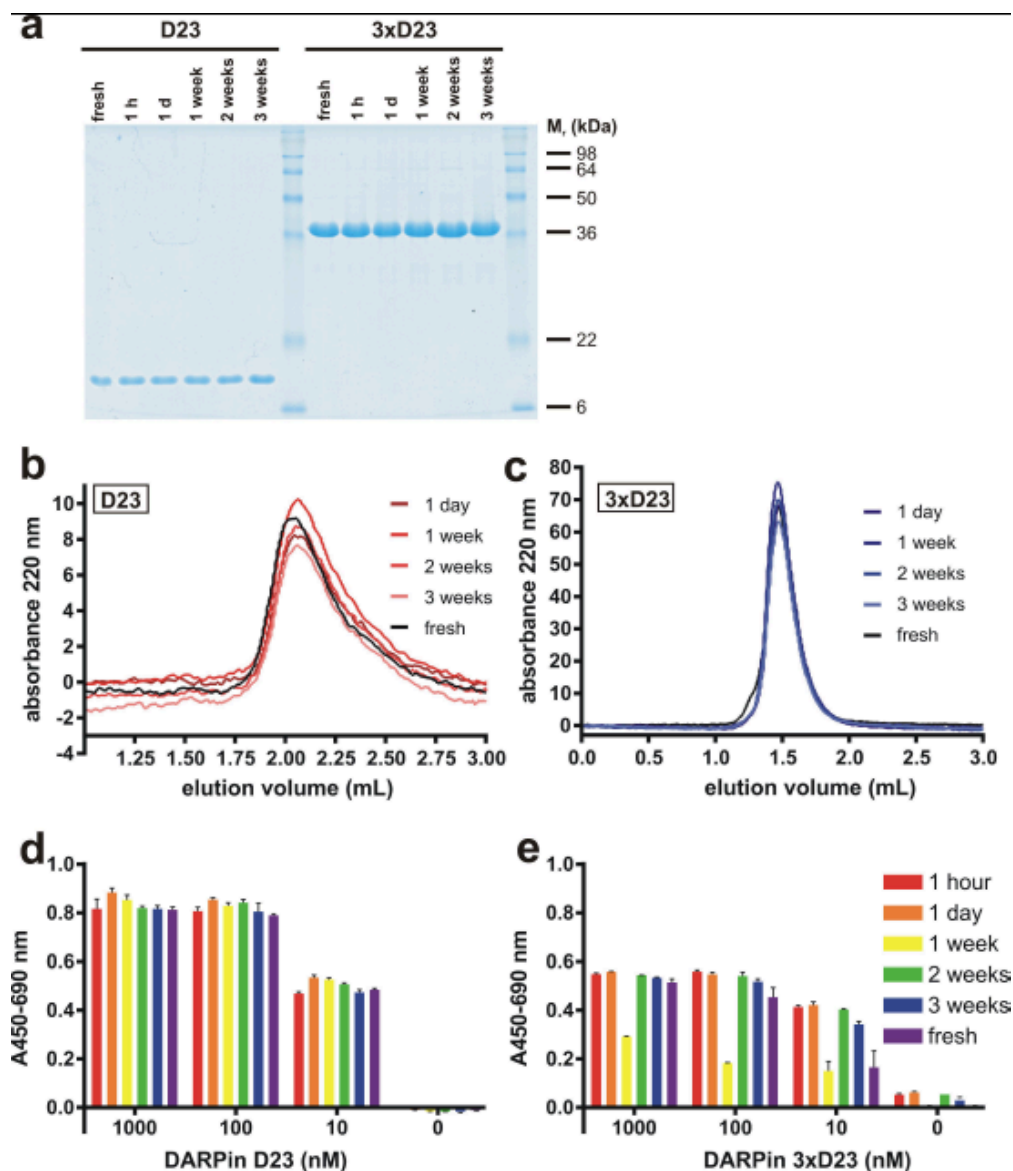 a
D23
3xD23
fresh
1 h
1 d
1 week
2 weeks
3 weeks
fresh
1 h
1 d
1 week
2 weeks
3 weeks
Mr (kDa)
98
64
50
36
22
6
b
D23
absorbance 220 nm
10
8
6
4
2
0
-2
-4
1.25
1.50
1.75
2.00
2.25
2.50
2.75
3.00
elution volume (mL)
1 day
1 week
2 weeks
3 weeks
fresh
c
3xD23
absorbance 220 nm
80
70
60
50
40
30
20
10
0
0.0
0.5
1.0
1.5
2.0
2.5
3.0
elution volume (mL)
1 day
1 week
2 weeks
3 weeks
fresh
d
A450-690 nm
1.0
0.8
0.6
0.4
0.2
0.0
1000
100
10
0
DARPin D23 (nM)
e
A450-690 nm
1.0
0.8
0.6
0.4
0.2
0.0
1000
100
10
0
DARPin 3xD23 (nM)
1 hour
1 day
1 week
2 weeks
3 weeks
fresh